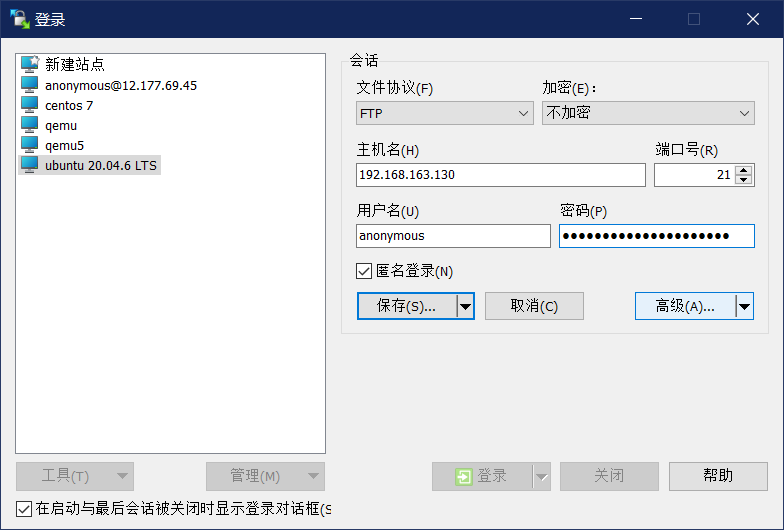 登录
新建站点
anonymous@12.177.69.45
centos 7
qemu
qemu5
ubuntu 20.04.6 LTS
会话
文件协议(F) 加密(E)：
FTP 不加密
主机名(H) 端口号(R)
192.168.163.130 21
用户名(U) 密码(P)
anonymous ●●●●●●●●●●●●●●●●●●●●●
匿名登录(N)
保存(S)... 取消(C) 高级(A)...
工具(T) 管理(M) 登录 关闭 帮助
在启动与最后会话被关闭时显示登录对话框(S